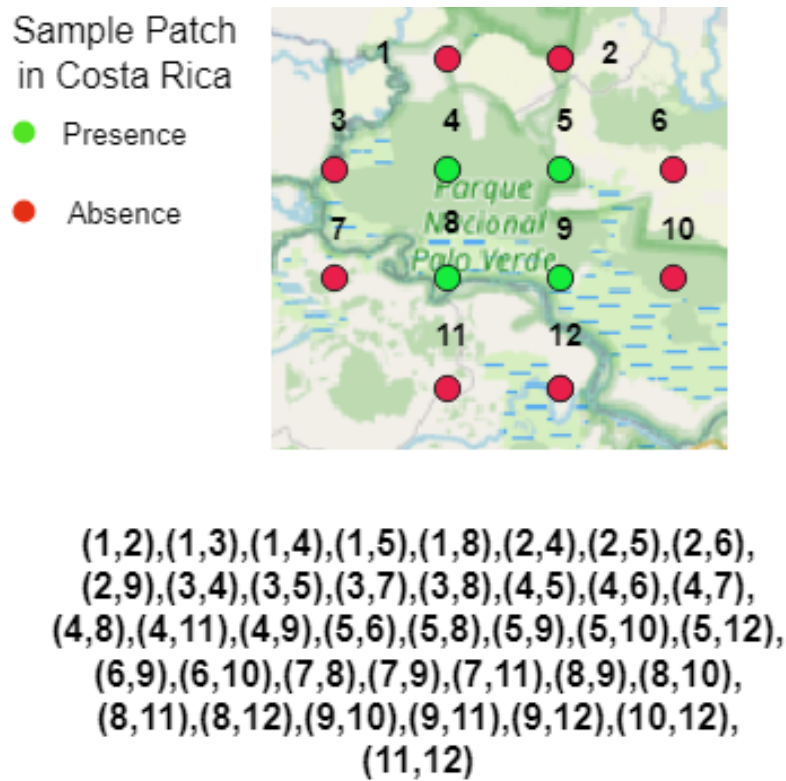 Sample Patch
in Costa Rica
Presence
Absence
1
2
3
4
5
6
Parque
Nacional
Palo Verde
7
8
9
10
11
12
(1,2),(1,3),(1,4),(1,5),(1,8),(2,4),(2,5),(2,6),
(2,9),(3,4),(3,5),(3,7),(3,8),(4,5),(4,6),(4,7),
(4,8),(4,11),(4,9),(5,6),(5,8),(5,9),(5,10),(5,12),
(6,9),(6,10),(7,8),(7,9),(7,11),(8,9),(8,10),
(8,11),(8,12),(9,10),(9,11),(9,12),(10,12),
(11,12)